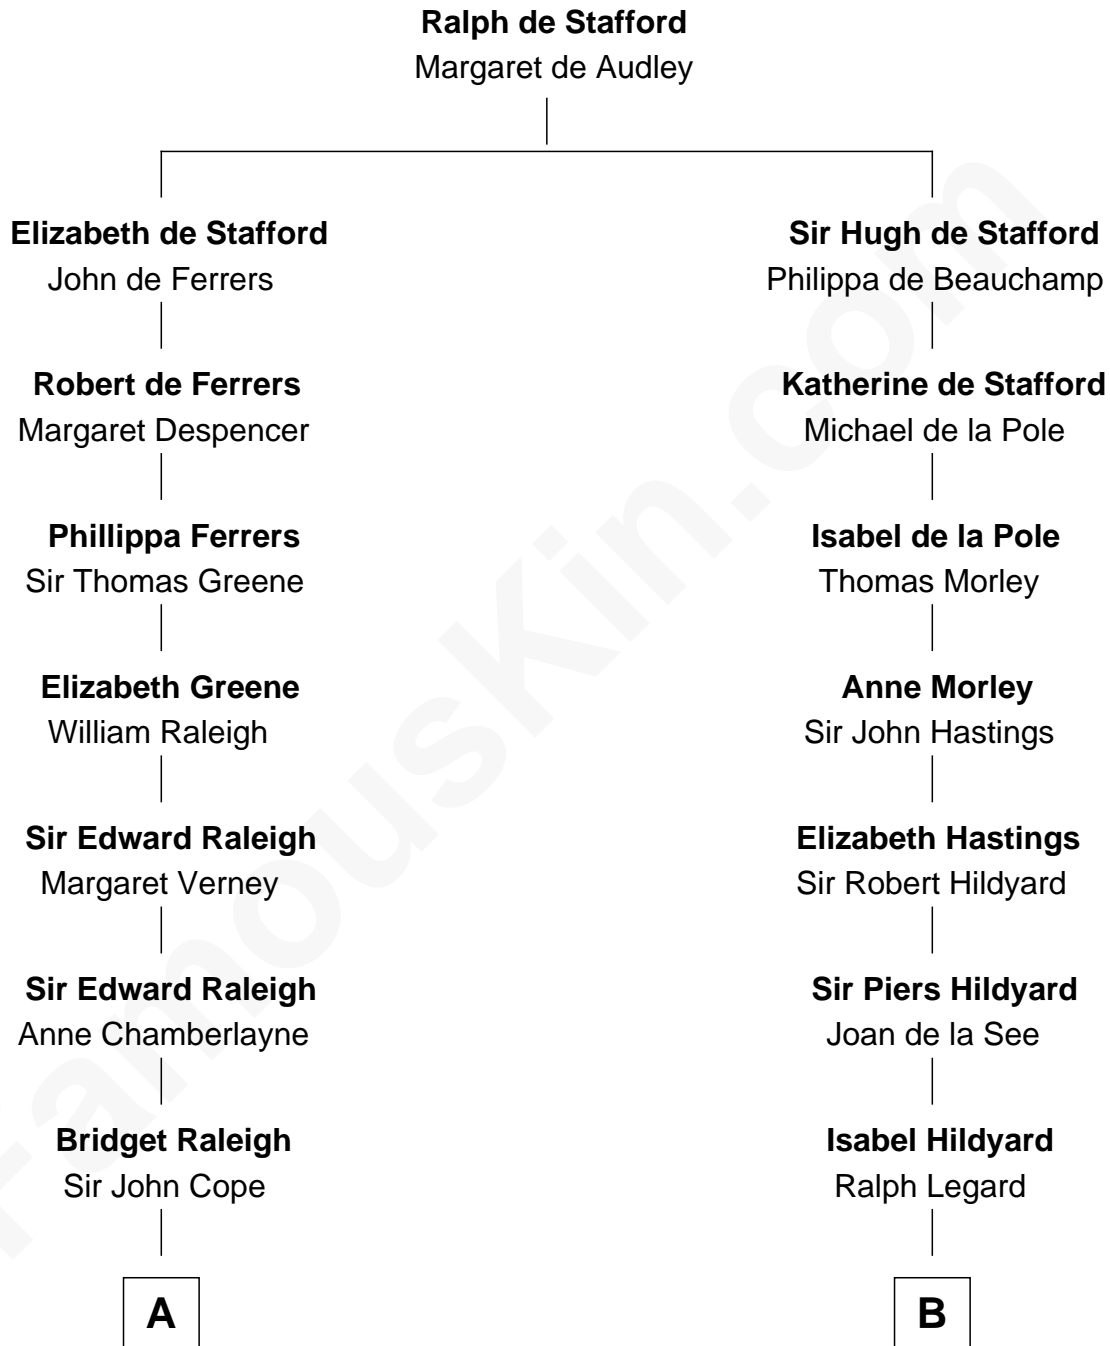 Ralph de Stafford
Margaret de Audley
Elizabeth de Stafford
John de Ferrers
Sir Hugh de Stafford
Philippa de Beauchamp
Robert de Ferrers
Margaret Despencer
Katherine de Stafford
Michael de la Pole
Phillippa Ferrers
Sir Thomas Greene
Isabel de la Pole
Thomas Morley
Elizabeth Greene
William Raleigh
Anne Morley
Sir John Hastings
Sir Edward Raleigh
Margaret Verney
Elizabeth Hastings
Sir Robert Hildyard
Sir Edward Raleigh
Anne Chamberlayne
Sir Piers Hildyard
Joan de la See
Bridget Raleigh
Sir John Cope
Isabel Hildyard
Ralph Legard
A
B
FamousKin.com